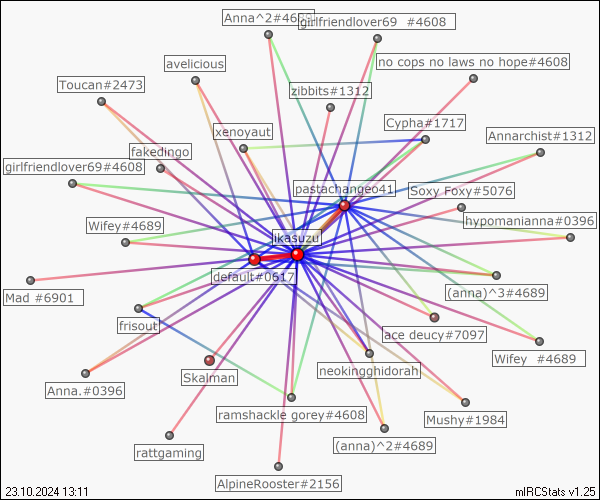 Anna^2#4689
girlfriendlover69 #4608
no cops no laws no hope#4608
avelicious
Toucan#2473
zibbits#1312
Cypha#1717
xenoyaut
Annarchist#1312
fakedingo
girlfriendlover69#4608
pastachangeo41
Soxy Foxy#5076
hypomanianna#0396
Wifey#4689
ikasuzu
default#0617
(anna)^3#4689
Mad #6901
frisout
ace deucy#7097
Wifey #4689
Skalman
neokingghidorah
Anna.#0396
ramshackle gorey#4608
Mushy#1984
(anna)^2#4689
rattgaming
AlpineRooster#2156
23.10.2024 13:11
mIRCStats v1.25